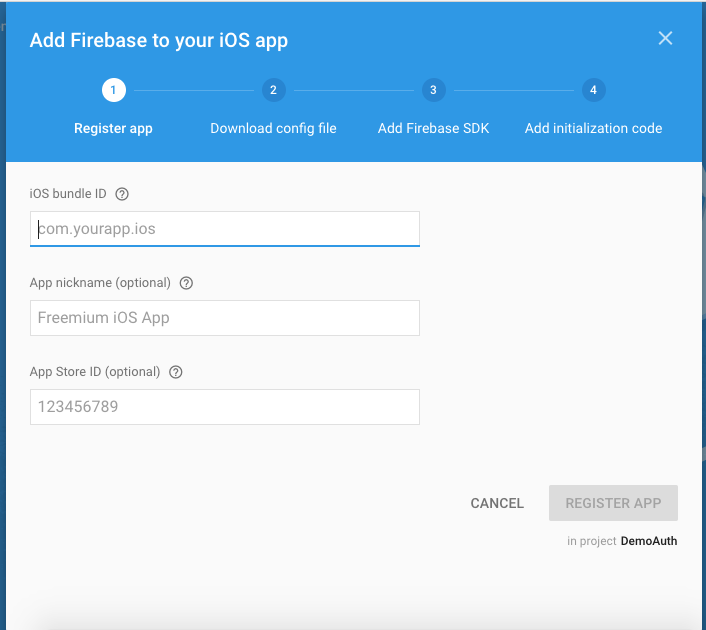 Add Firebase to your iOS app
1 2 3 4
Register app Download config file Add Firebase SDK Add initialization code
iOS bundle ID ?
com.yourapp.ios
App nickname (optional) ?
Freemium iOS App
App Store ID (optional) ?
123456789
CANCEL REGISTER APP
in project DemoAuth